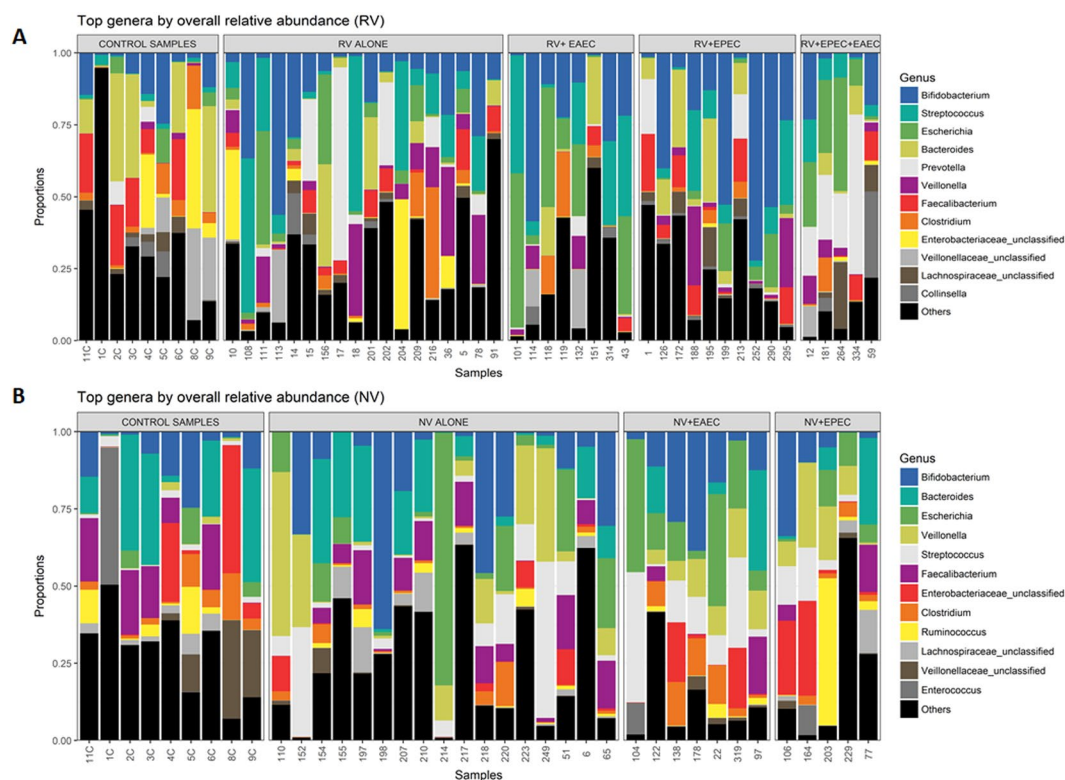 Top genera by overall relative abundance (RV)
A
CONTROL SAMPLES RV ALONE RV+ EAEC RV+EPEC RV+EPEC+EAEC
1.00
0.75
0.50
0.25
0.00
Proportions
11C 1C 2C 3C 4C 5C 6C 8C 9C 10 108 111 113 14 15 156 17 18 201 202 204 209 216 36 5 78 91 101 114 118 119 132 151 314 43 1 126 172 188 195 199 213 252 290 295 12 181 264 334 59
Samples
Genus
Bifidobacterium
Streptococcus
Escherichia
Bacteroides
Prevotella
Veillonella
Faecalibacterium
Clostridium
Enterobacteriaceae_unclassified
Veillonellaceae_unclassified
Lachnospiraceae_unclassified
Collinsella
Others
B
Top genera by overall relative abundance (NV)
CONTROL SAMPLES NV ALONE NV+EAEC NV+EPEC
1.00
0.75
0.50
0.25
0.00
Proportions
11C 1C 2C 3C 4C 5C 6C 8C 9C 110 152 154 155 197 198 207 210 214 217 218 220 223 249 51 6 65 104 122 138 178 22 319 97 106 164 203 229 77
Samples
Genus
Bifidobacterium
Bacteroides
Escherichia
Veillonella
Streptococcus
Faecalibacterium
Enterobacteriaceae_unclassified
Clostridium
Ruminococcus
Lachnospiraceae_unclassified
Veillonellaceae_unclassified
Enterococcus
Others